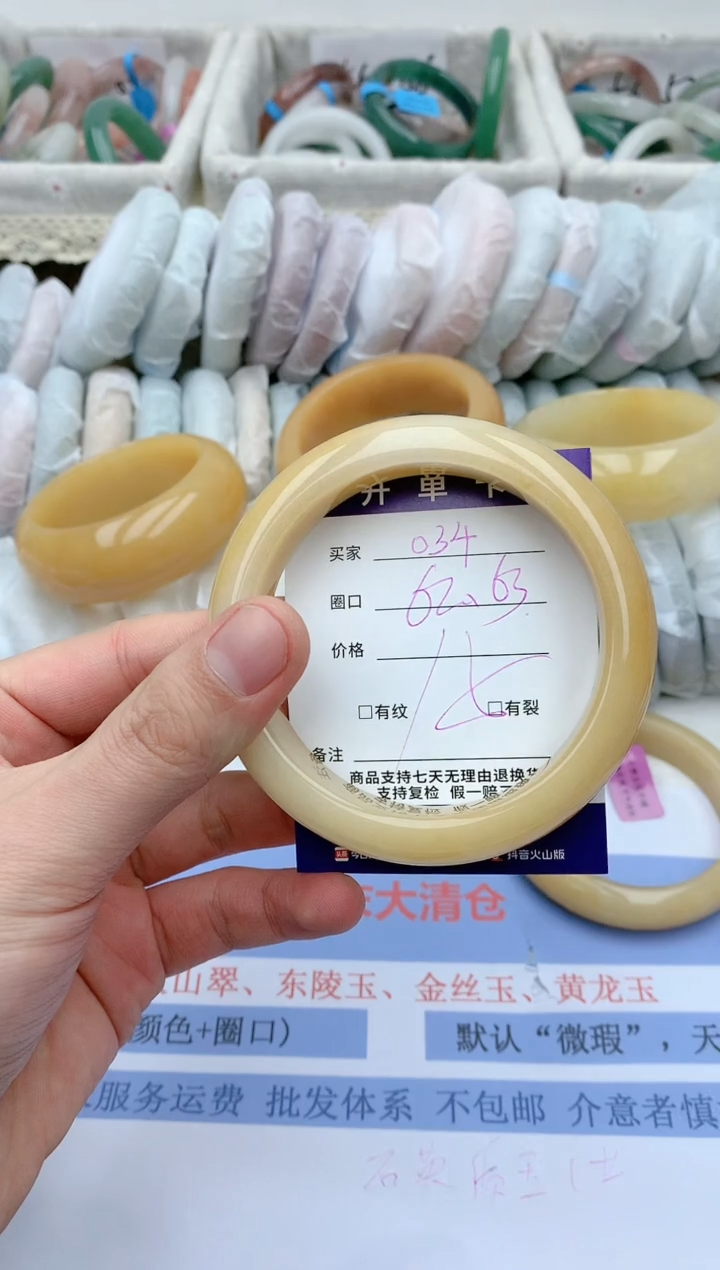 开单卡
买家 034
圈口 62、63
价格
□有纹 □有裂
备注
商品支持七天无理由退换货
支持复检 假一赔三
抖音火山版
大清仓
山翠、东陵玉、金丝玉、黄龙玉
颜色+圈口）
默认“微瑕”，天
服务运费 批发体系 不包邮 介意者慎
石英质玉